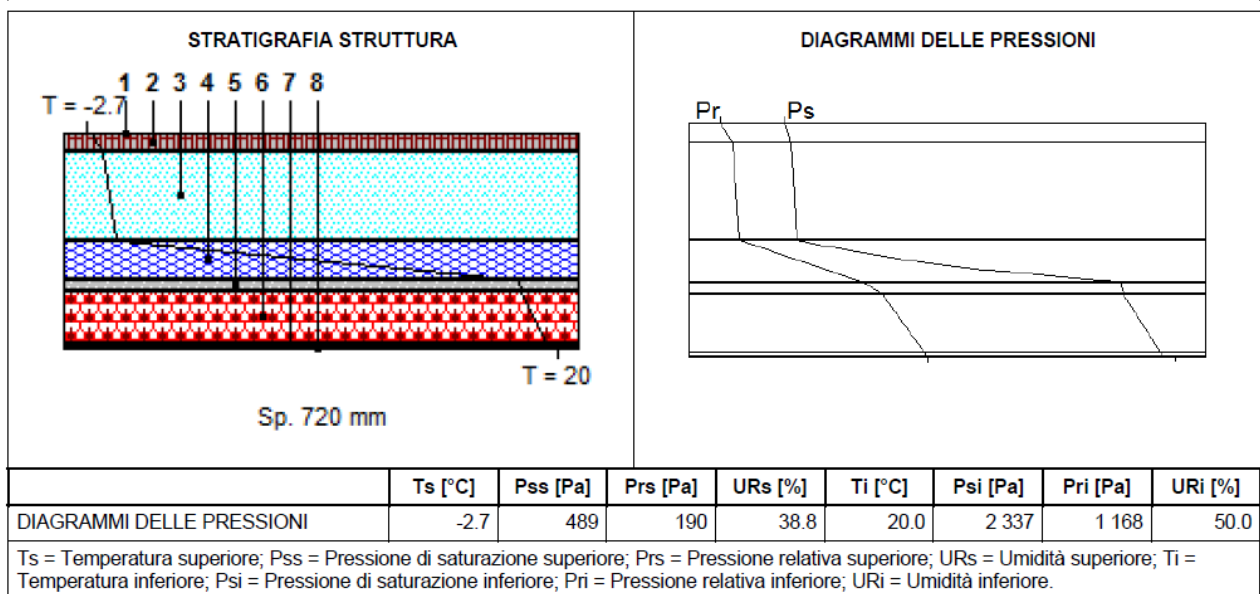 STRATIGRAFIA STRUTTURA
1 2 3 4 5 6 7 8
T = -2.7
T = 20
Sp. 720 mm
DIAGRAMMI DELLE PRESSIONI
Pr Ps
Ts [°C] Pss [Pa] Prs [Pa] URs [%] Ti [°C] Psi [Pa] Pri [Pa] URi [%]
DIAGRAMMI DELLE PRESSIONI -2.7 489 190 38.8 20.0 2 337 1 168 50.0
Ts = Temperatura superiore; Pss = Pressione di saturazione superiore; Prs = Pressione relativa superiore; URs = Umidità superiore; Ti =
Temperatura inferiore; Psi = Pressione di saturazione inferiore; Pri = Pressione relativa inferiore; URi = Umidità inferiore.